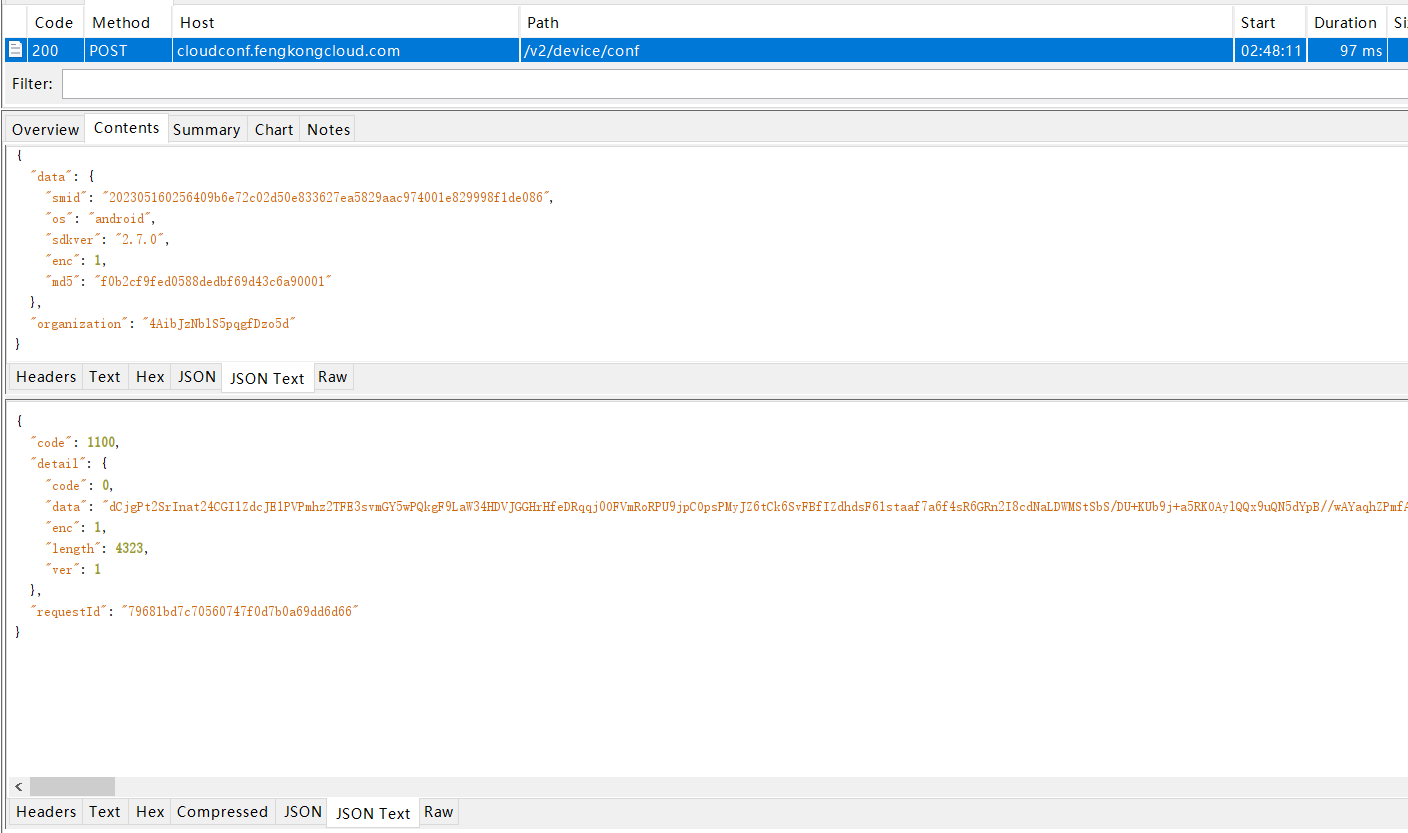 Code Method Host Path Start Duration Si
200 POST cloudconf.fengkongcloud.com /v2/device/conf 02:48:11 97 ms
Filter:
Overview Contents Summary Chart Notes
{
"data": {
"smid": "202305160256409b6e72c02d50e833627ea5829aac974001e829998f1de086",
"os": "android",
"sdkver": "2.7.0",
"enc": 1,
"md5": "f0b2cf9fed0588dedbf69d43c6a90001"
},
"organization": "4AibJzNblS5pqgfDzo5d"
}
Headers Text Hex JSON JSON Text Raw
{
"code": 1100,
"detail": {
"code": 0,
"data": "dCjgPt2SrInat24CGI1ZdcJE1PVPmhz2TFE3svmGY5wPQkgF9LaW34HDVJGGHrHfeDRqqj00FVmRoRPU9jpC0psPMyJZ6tCk6SvFBfIZdhdsF6lstaaf7a6f4sR6GRn2I8cdNaLDWMStSbS/DU+KUb9j+a5RK0AylQQx9uQN5dYpB//wAYaqhZPmfA
"enc": 1,
"length": 4323,
"ver": 1
},
"requestId": "79681bd7c70560747f0d7b0a69dd6d66"
}
Headers Text Hex Compressed JSON JSON Text Raw